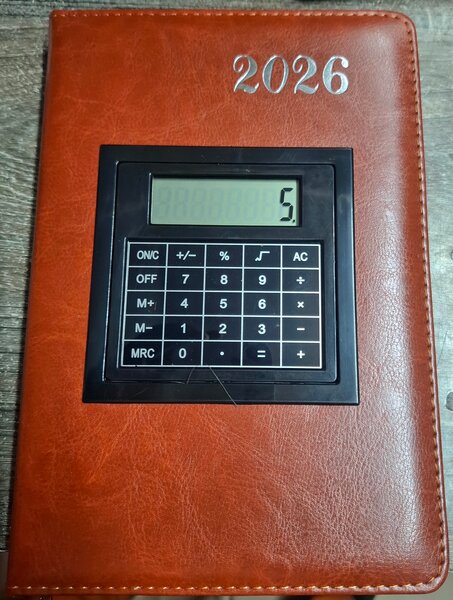 2026
5.
ON/C +/− % √ AC
OFF 7 8 9 ÷
M+ 4 5 6 ×
M− 1 2 3 −
MRC 0 . = +